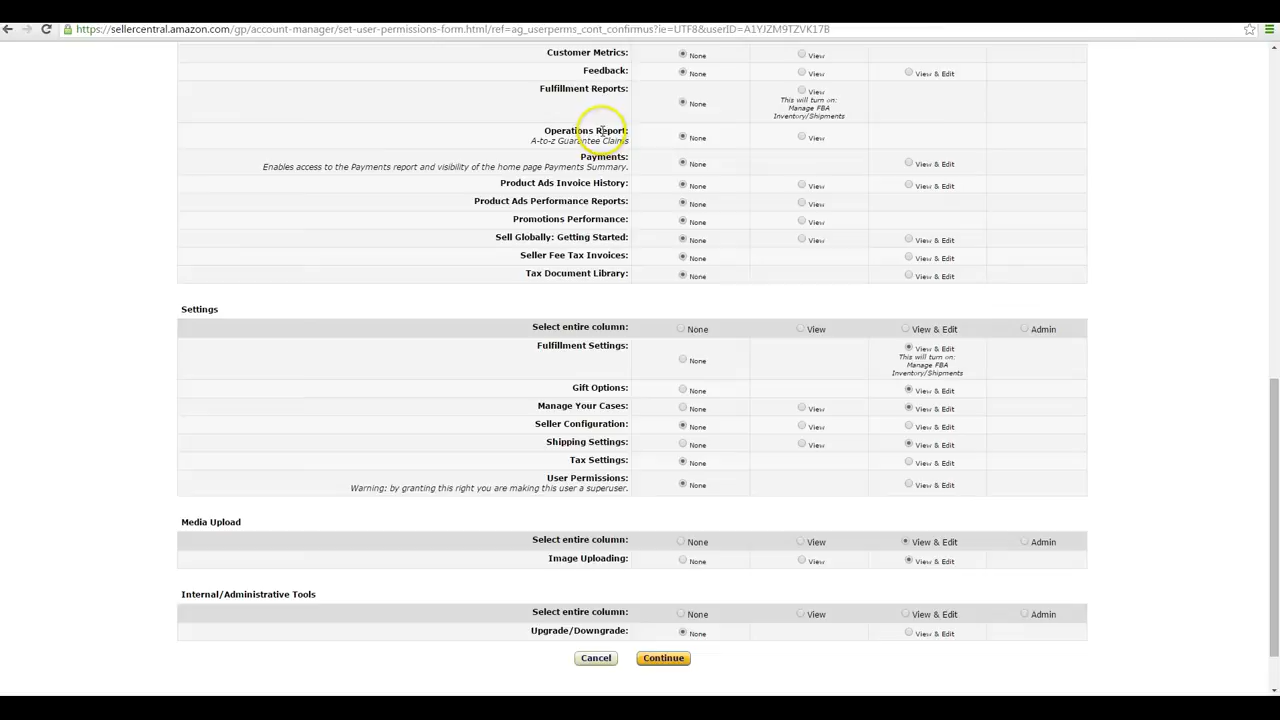 https://sellercentral.amazon.com/gp/account-manager/set-user-permissions-form.html/ref=ag_userperms_cont_confirmus?ie=UTF8&userID=A1YJZM9TZVK17B
Customer Metrics: None View
Feedback: None View View & Edit
Fulfillment Reports: None View
This will turn on:
Manage FBA
Inventory/Shipments
Operations Report: None View
A-to-z Guarantee Claims
Payments: None View & Edit
Enables access to the Payments report and visibility of the home page Payments Summary.
Product Ads Invoice History: None View View & Edit
Product Ads Performance Reports: None View
Promotions Performance: None View
Sell Globally: Getting Started: None View View & Edit
Seller Fee Tax Invoices: None View & Edit
Tax Document Library: None View & Edit
Settings
Select entire column: None View View & Edit Admin
Fulfillment Settings: None View & Edit
This will turn on:
Manage FBA
Inventory/Shipments
Gift Options: None View & Edit
Manage Your Cases: None View View & Edit
Seller Configuration: None View View & Edit
Shipping Settings: None View View & Edit
Tax Settings: None View & Edit
User Permissions: None View & Edit
Warning: by granting this right you are making this user a superuser.
Media Upload
Select entire column: None View View & Edit Admin
Image Uploading: None View View & Edit
Internal/Administrative Tools
Select entire column: None View View & Edit Admin
Upgrade/Downgrade: None View & Edit
Cancel Continue